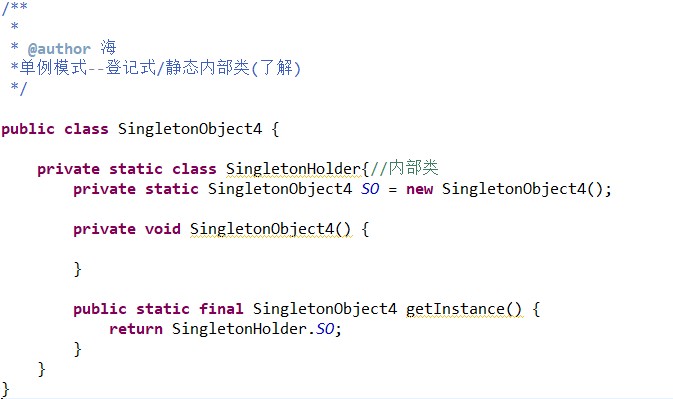 /**
 *
 * @author 海
 *单例模式--登记式/静态内部类(了解)
 */
public class SingletonObject4 {
private static class SingletonHolder{//内部类
private static SingletonObject4 SO = new SingletonObject4();
private void SingletonObject4() {
}
public static final SingletonObject4 getInstance() {
return SingletonHolder.SO;
}
}
}